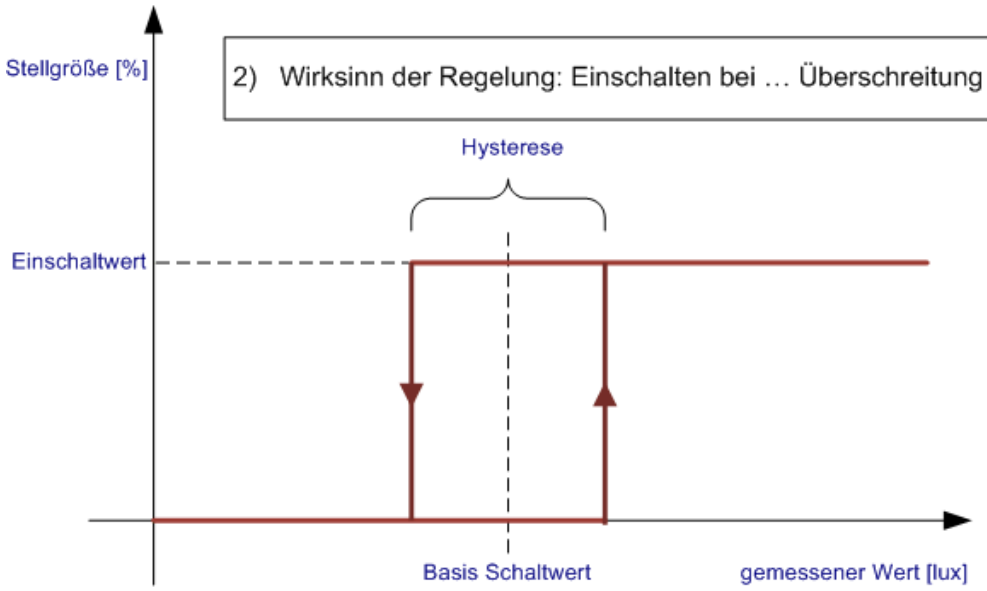 Stellgröße [%]
2) Wirksinn der Regelung: Einschalten bei ... Überschreitung
Hysterese
Einschaltwert
Basis Schaltwert
gemessener Wert [lux]